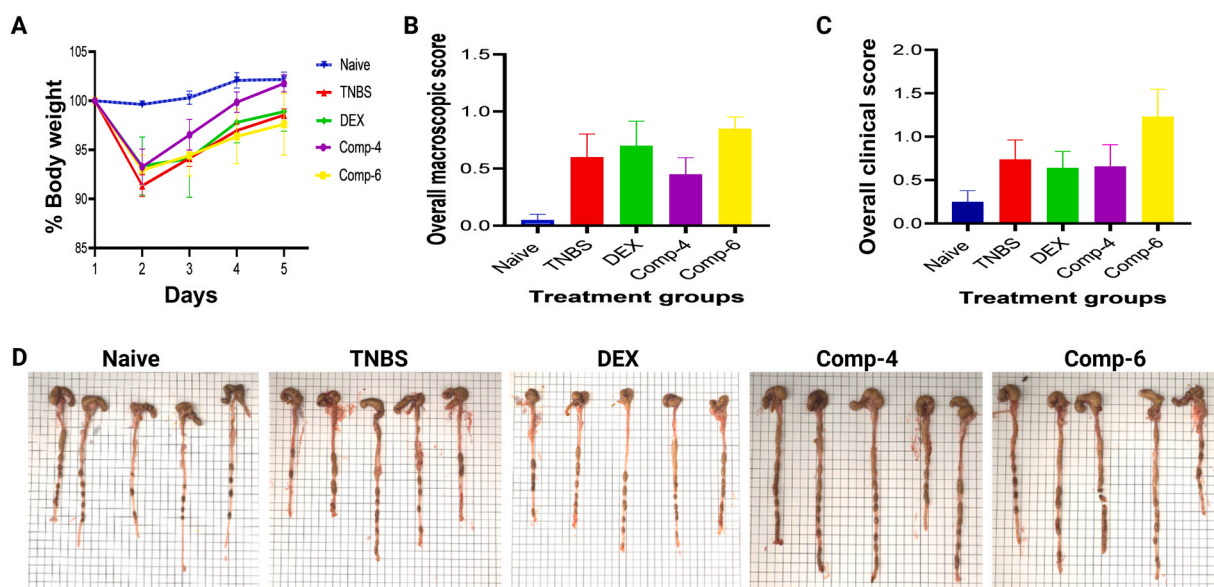 A
% Body weight
105
100
95
90
85
1 2 3 4 5
Days
Naive
TNBS
DEX
Comp-4
Comp-6
B
Overall macroscopic score
1.5
1.0
0.5
0.0
Naive
TNBS
DEX
Comp-4
Comp-6
Treatment groups
C
Overall clinical score
2.0
1.5
1.0
0.5
0.0
Naive
TNBS
DEX
Comp-4
Comp-6
Treatment groups
D
Naive TNBS DEX Comp-4 Comp-6